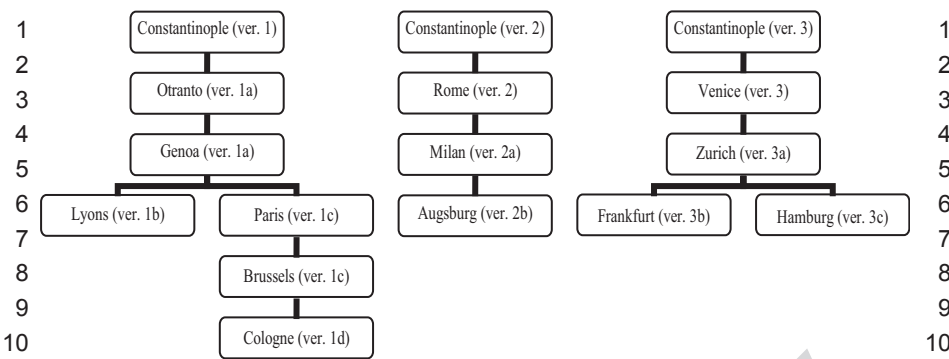 1 Constantinople (ver. 1) Constantinople (ver. 2) Constantinople (ver. 3) 1
2 2
3 Otranto (ver. 1a) Rome (ver. 2) Venice (ver. 3) 3
4 4
5 Genoa (ver. 1a) Milan (ver. 2a) Zurich (ver. 3a) 5
6 Lyons (ver. 1b) Paris (ver. 1c) Augsburg (ver. 2b) Frankfurt (ver. 3b) Hamburg (ver. 3c) 6
7 7
8 Brussels (ver. 1c) 8
9 9
10 Cologne (ver. 1d) 10